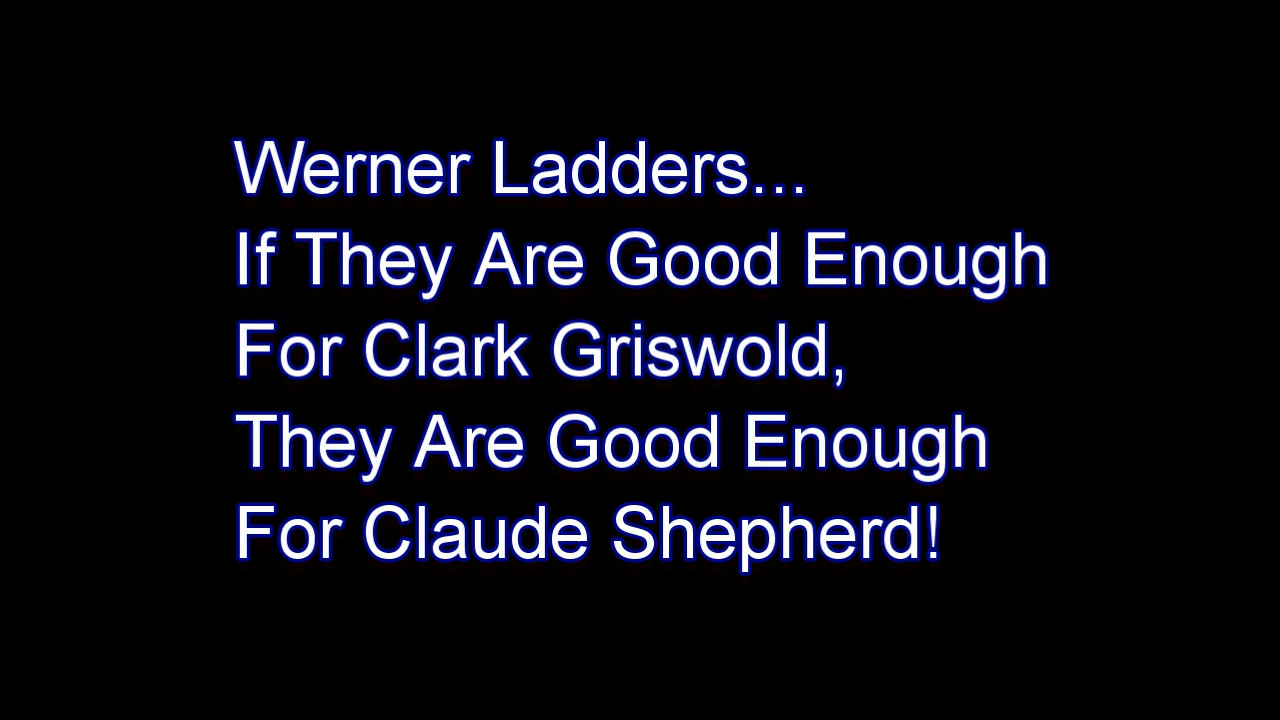 Werner Ladders...
If They Are Good Enough
For Clark Griswold,
They Are Good Enough
For Claude Shepherd!